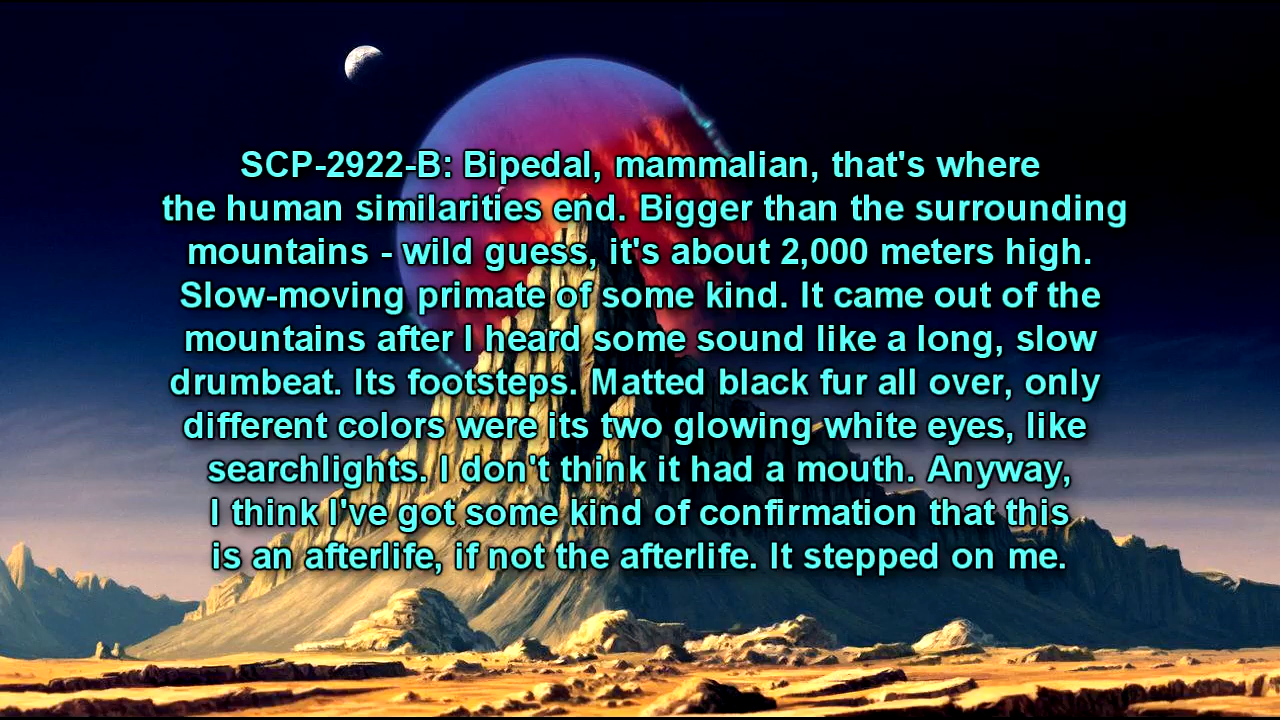 SCP-2922-B: Bipedal, mammalian, that's where
the human similarities end. Bigger than the surrounding
mountains - wild guess, it's about 2,000 meters high.
Slow-moving primate of some kind. It came out of the
mountains after I heard some sound like a long, slow
drumbeat. Its footsteps. Matted black fur all over, only
different colors were its two glowing white eyes, like
searchlights. I don't think it had a mouth. Anyway,
I think I've got some kind of confirmation that this
is an afterlife, if not the afterlife. It stepped on me.